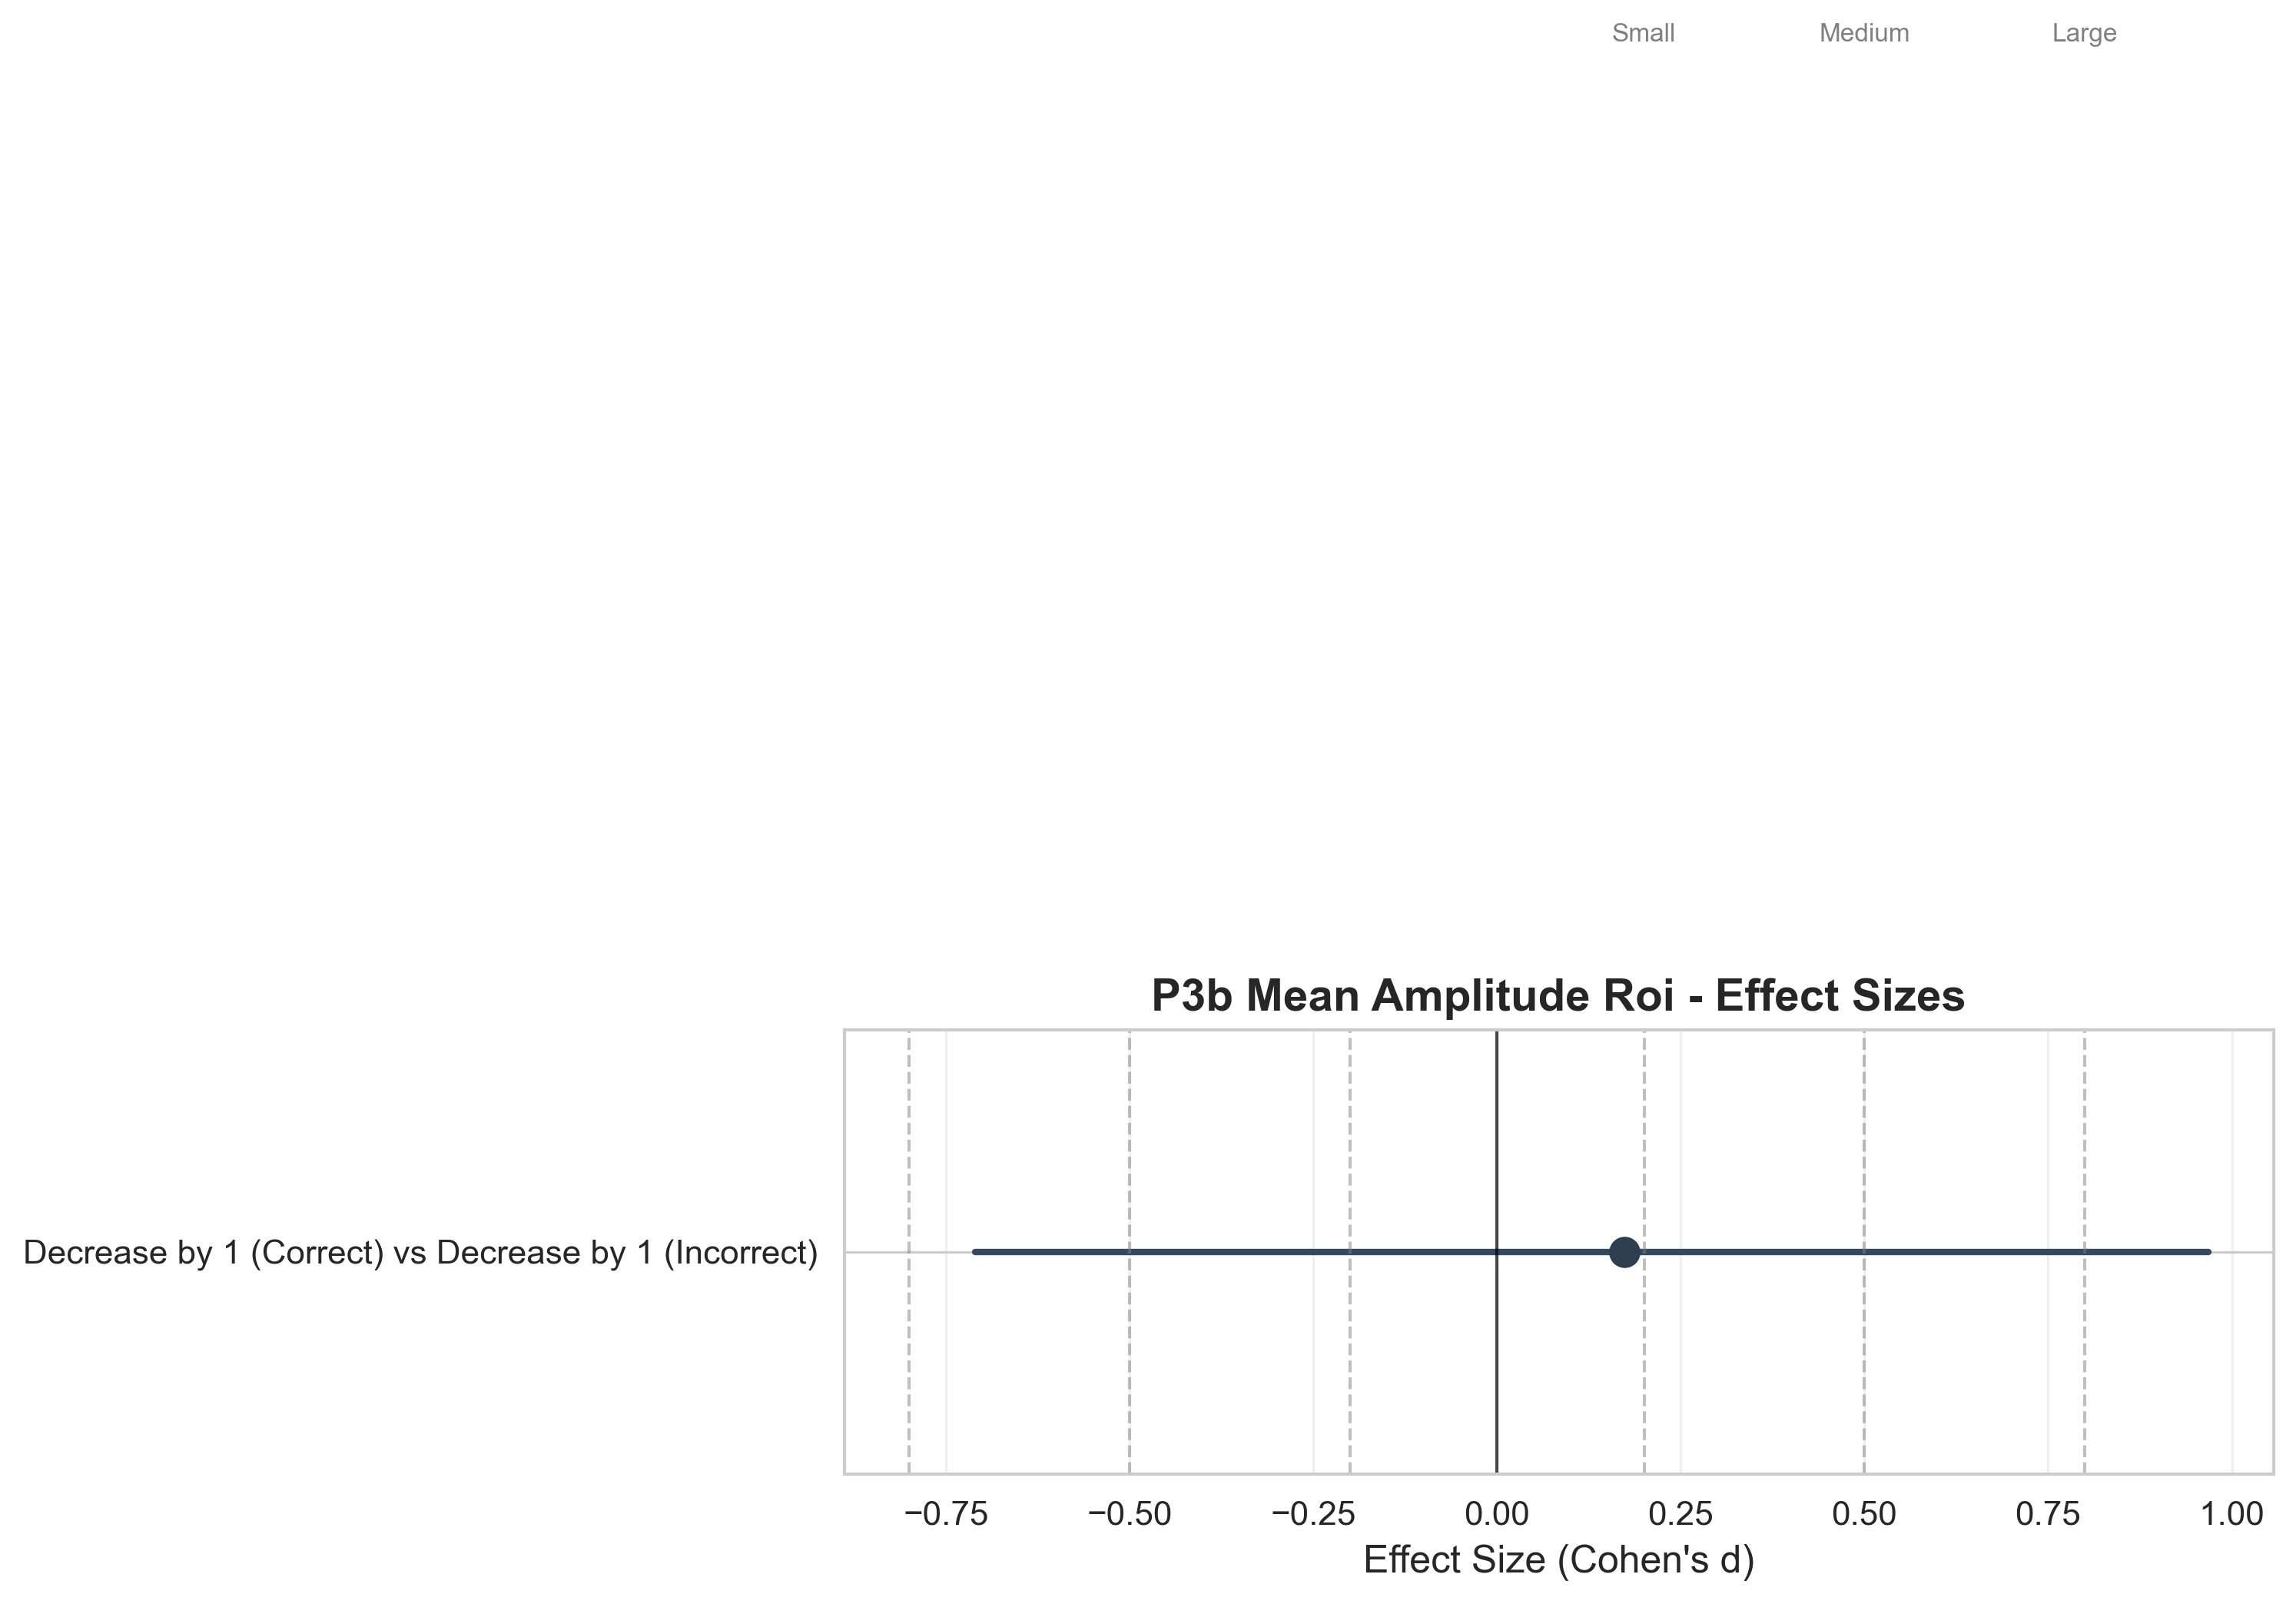 Small Medium Large
P3b Mean Amplitude Roi - Effect Sizes
Decrease by 1 (Correct) vs Decrease by 1 (Incorrect)
−0.75 −0.50 −0.25 0.00 0.25 0.50 0.75 1.00
Effect Size (Cohen's d)